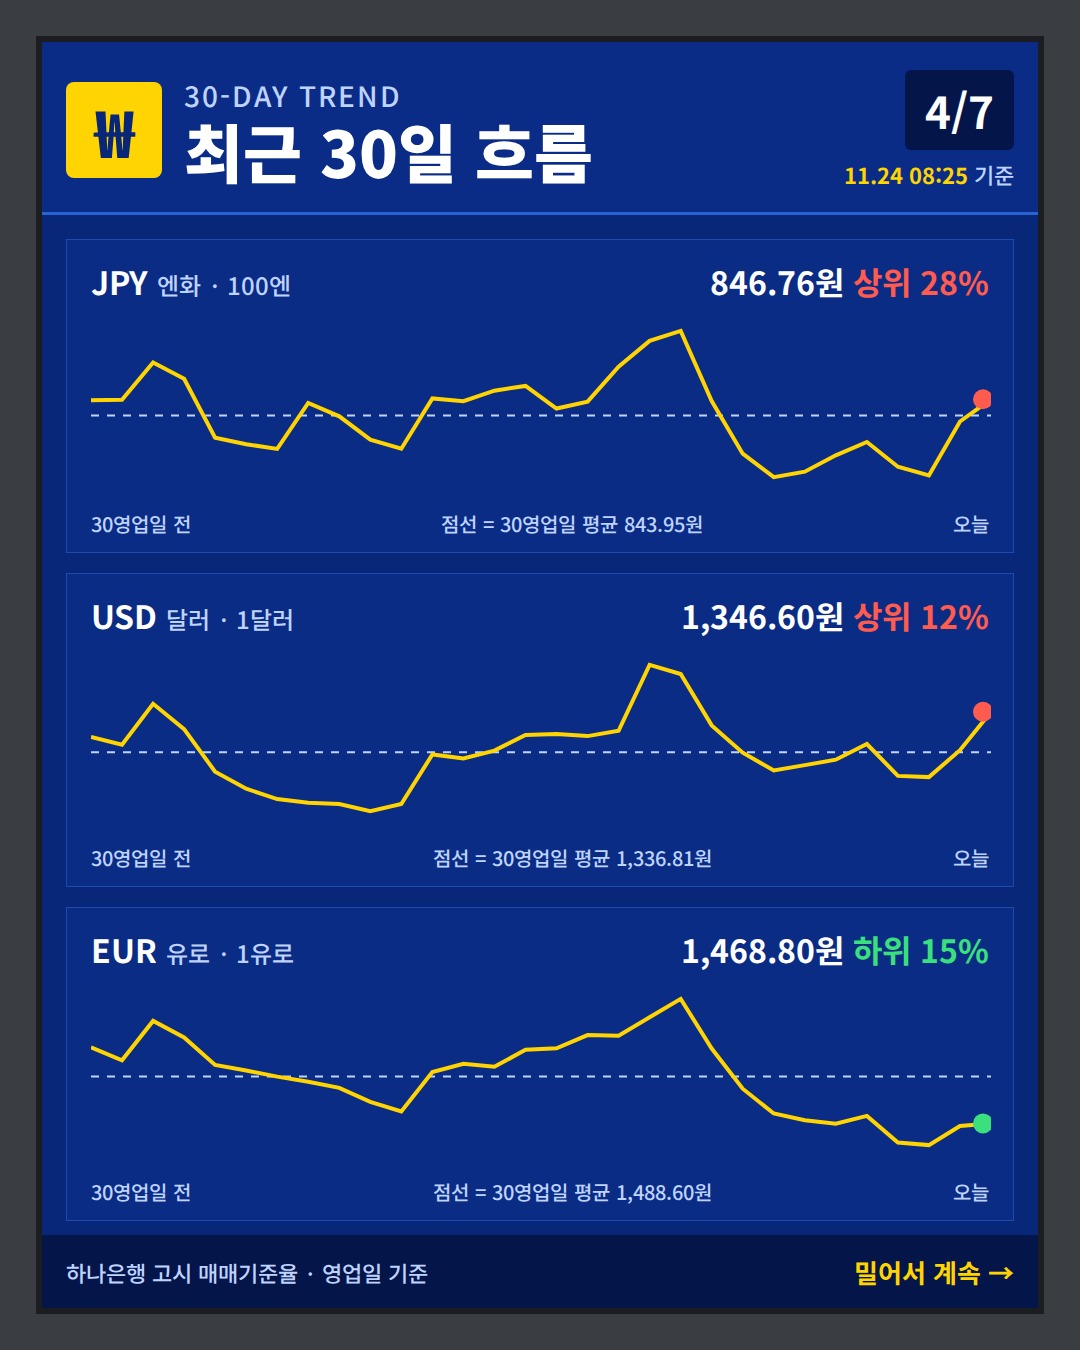 ₩
30-DAY TREND
최근 30일 흐름
4/7
11.24 08:25 기준
JPY 엔화 · 100엔
846.76원 상위 28%
30영업일 전
점선 = 30영업일 평균 843.95원
오늘
USD 달러 · 1달러
1,346.60원 상위 12%
30영업일 전
점선 = 30영업일 평균 1,336.81원
오늘
EUR 유로 · 1유로
1,468.80원 하위 15%
30영업일 전
점선 = 30영업일 평균 1,488.60원
오늘
하나은행 고시 매매기준율 · 영업일 기준
밀어서 계속 →